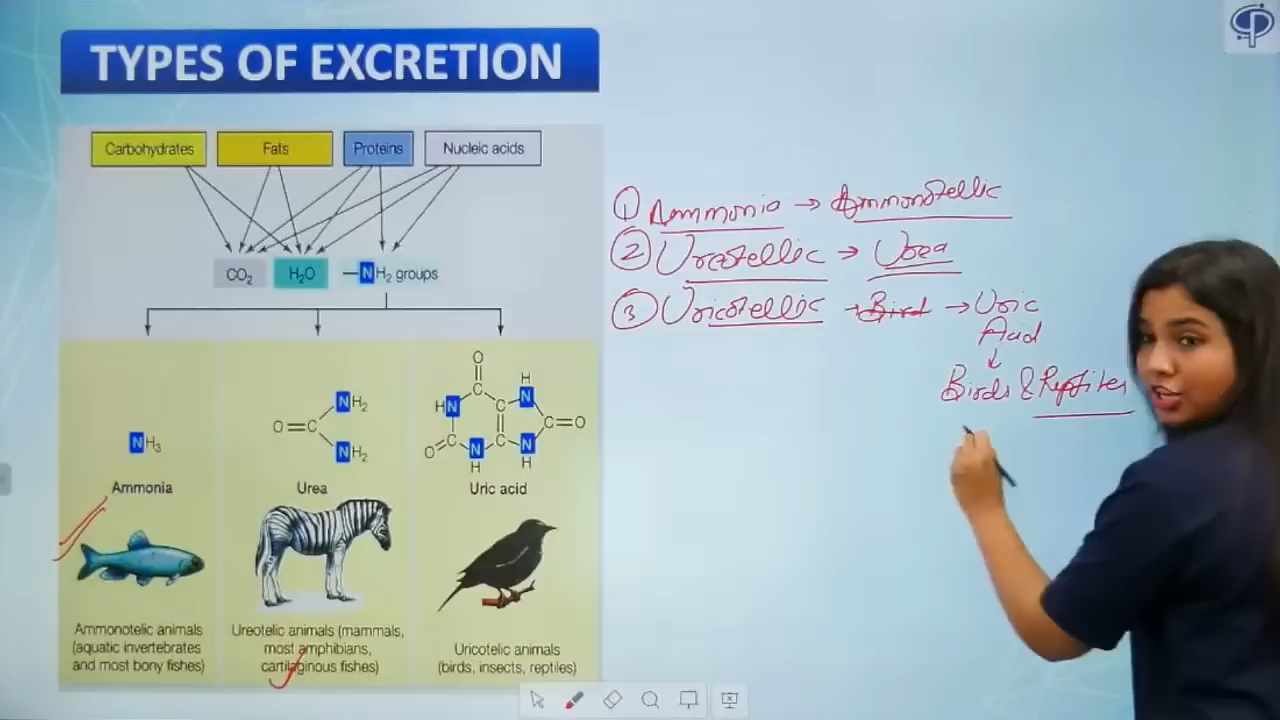 TYPES OF EXCRETION
Carbohydrates Fats Proteins Nucleic acids
CO₂ H₂O —NH₂ groups
NH₃
O=C NH₂ NH₂
O C HN C N H C=O O=C N H C N H
Ammonia Urea Uric acid
Ammonotelic animals
(aquatic invertebrates
and most bony fishes)
Ureotelic animals (mammals,
most amphibians,
cartilaginous fishes)
Uricotelic animals
(birds, insects, reptiles)
① Ammonia → Ammonotellic
② Ureotellic → Urea
③ Uricotellic → Bird → Uric
Acid
↓
Birds & Reptiles